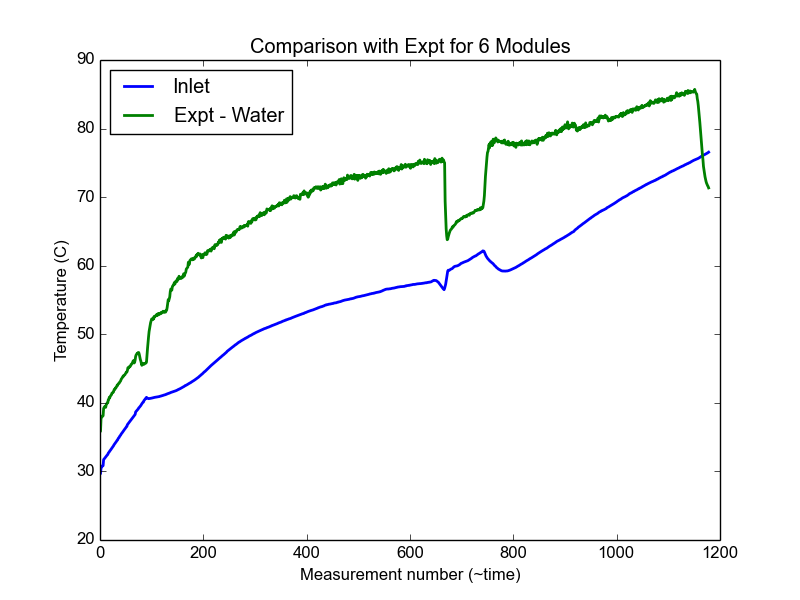 Comparison with Expt for 6 Modules
Inlet
Expt - Water
90
80
70
60
50
40
30
20
Temperature (C)
0 200 400 600 800 1000 1200
Measurement number (~time)